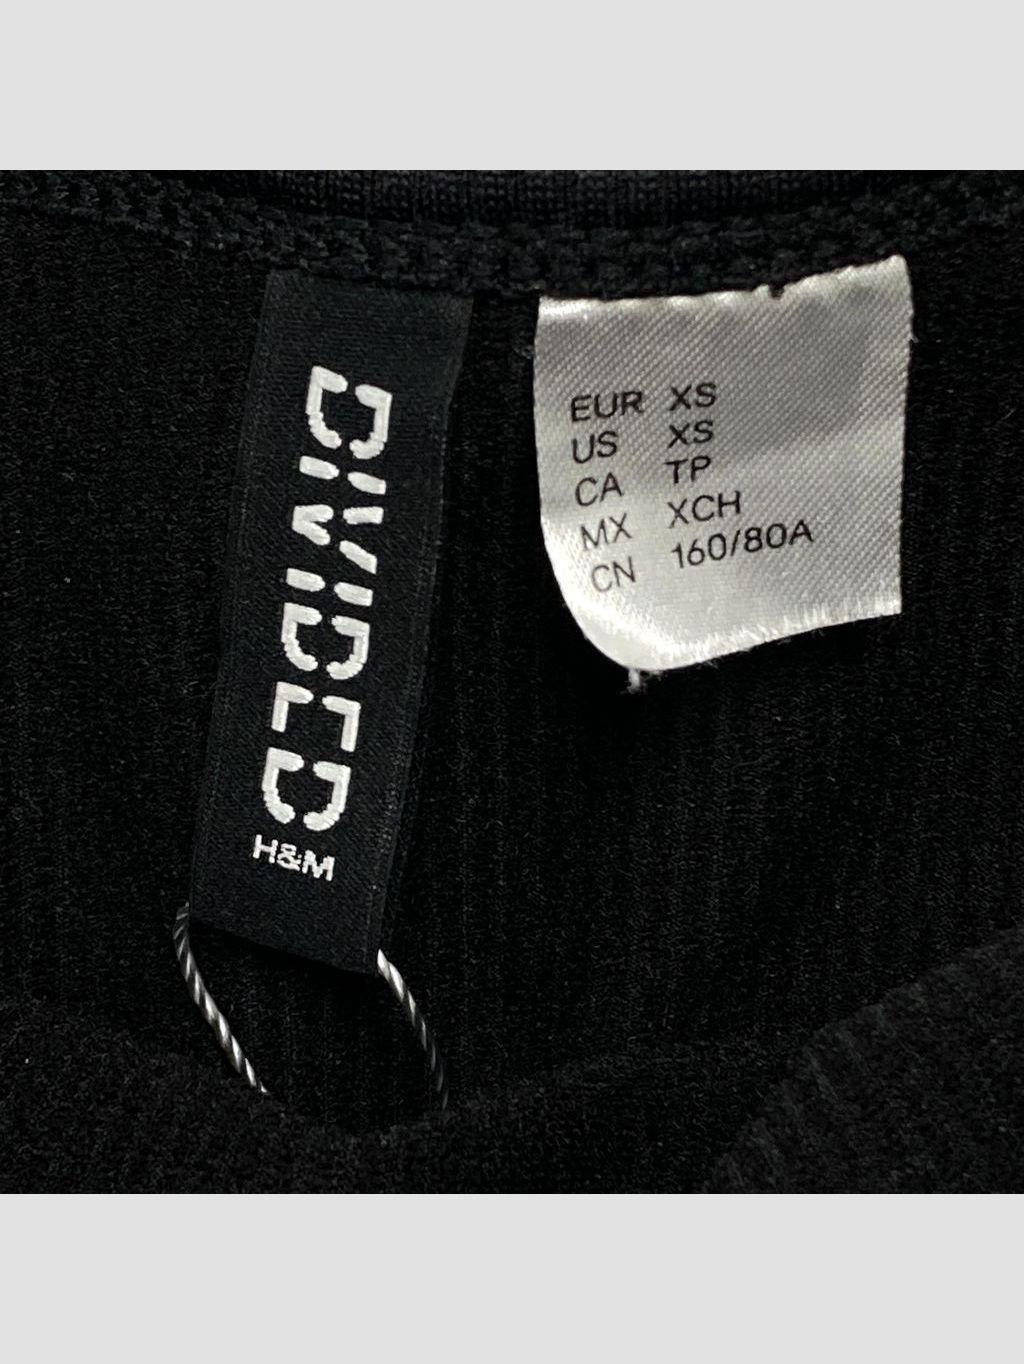 DIVIDED
H&M
EUR XS
US XS
CA TP
MX XCH
CN 160/80A